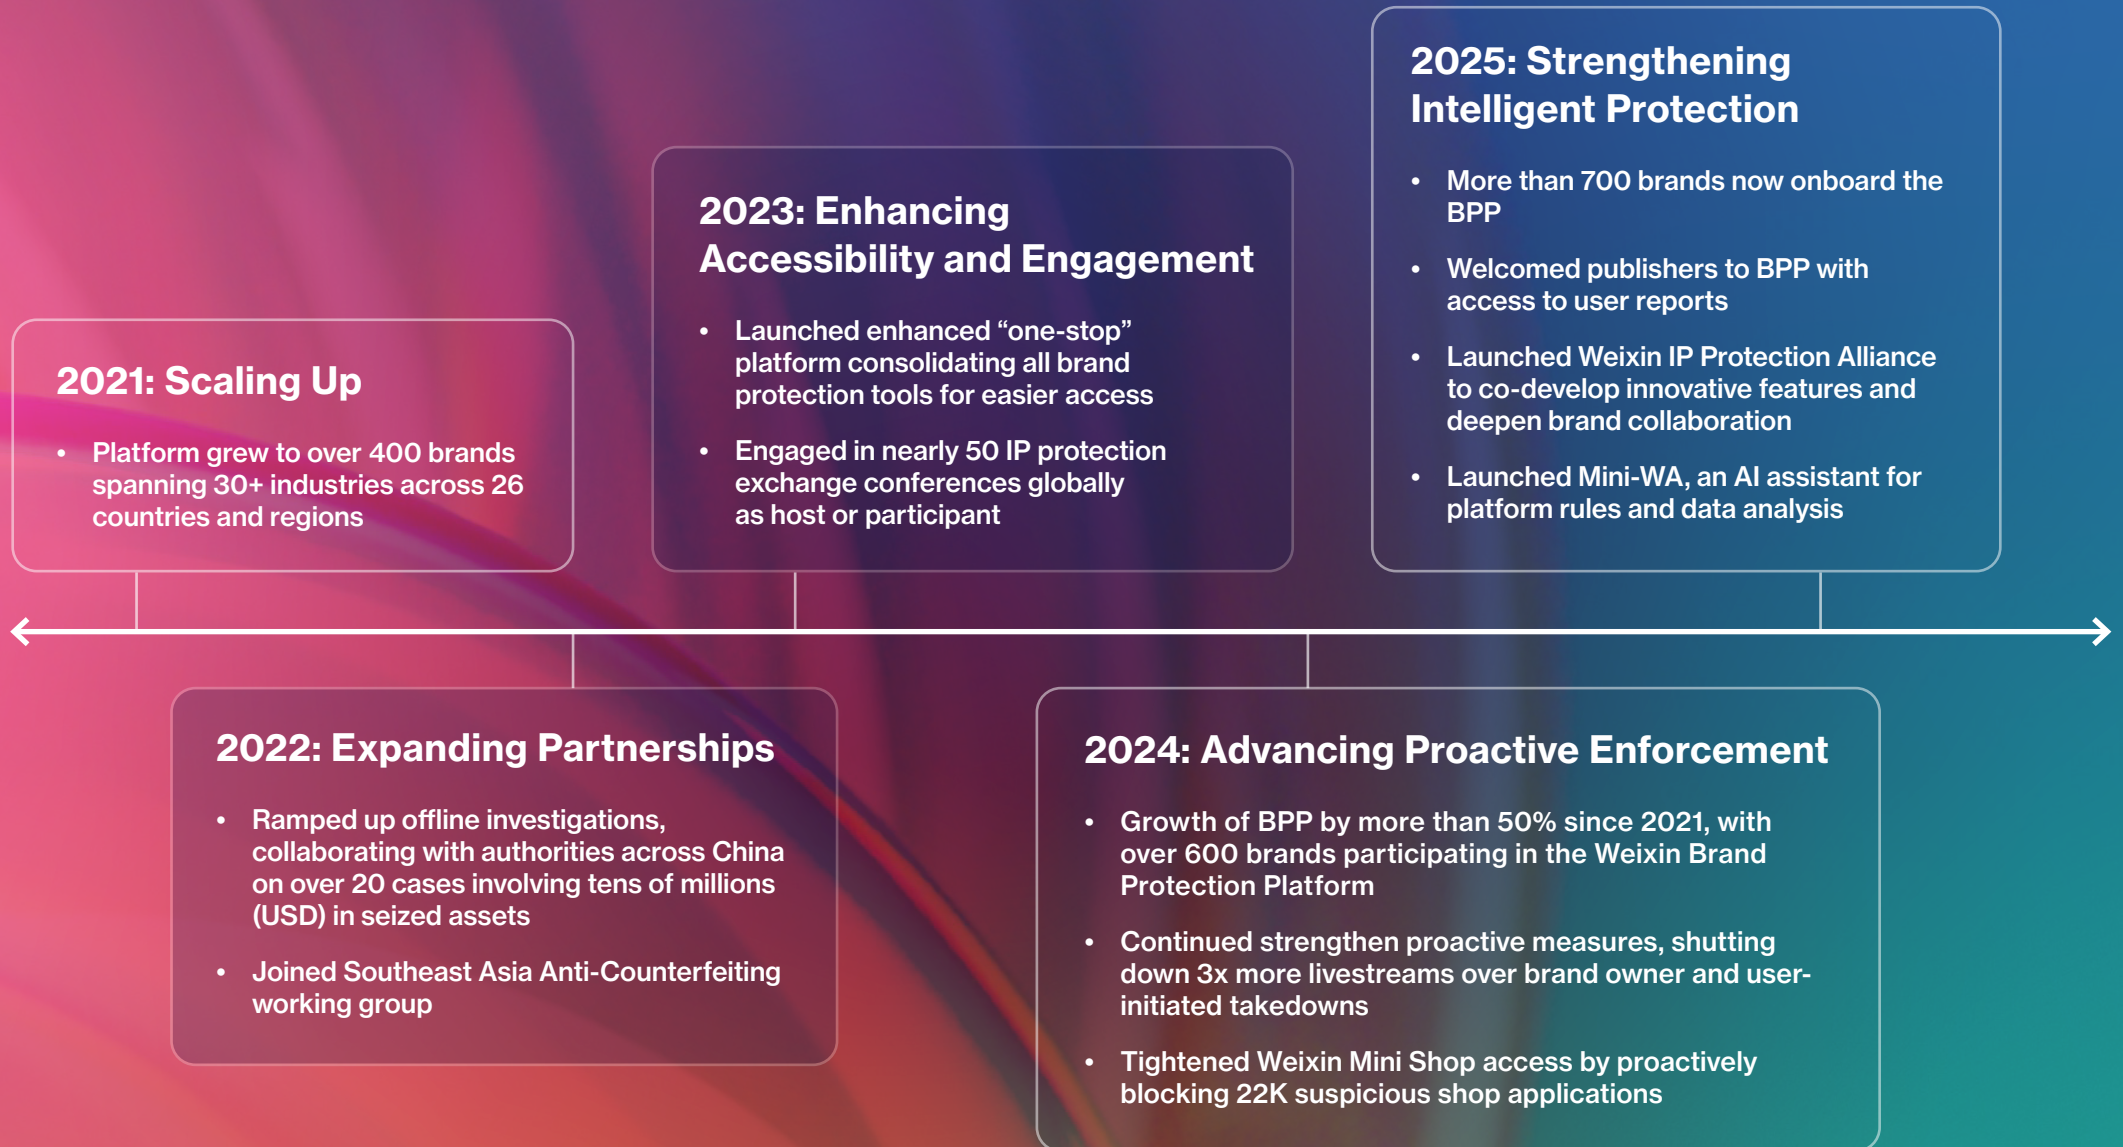 2021: Scaling Up
• Platform grew to over 400 brands
spanning 30+ industries across 26
countries and regions
2022: Expanding Partnerships
• Ramped up offline investigations,
collaborating with authorities across China
on over 20 cases involving tens of millions
(USD) in seized assets
• Joined Southeast Asia Anti-Counterfeiting
working group
2023: Enhancing
Accessibility and Engagement
• Launched enhanced “one-stop”
platform consolidating all brand
protection tools for easier access
• Engaged in nearly 50 IP protection
exchange conferences globally
as host or participant
2024: Advancing Proactive Enforcement
• Growth of BPP by more than 50% since 2021, with
over 600 brands participating in the Weixin Brand
Protection Platform
• Continued strengthen proactive measures, shutting
down 3x more livestreams over brand owner and user-
initiated takedowns
• Tightened Weixin Mini Shop access by proactively
blocking 22K suspicious shop applications
2025: Strengthening
Intelligent Protection
• More than 700 brands now onboard the
BPP
• Welcomed publishers to BPP with
access to user reports
• Launched Weixin IP Protection Alliance
to co-develop innovative features and
deepen brand collaboration
• Launched Mini-WA, an AI assistant for
platform rules and data analysis